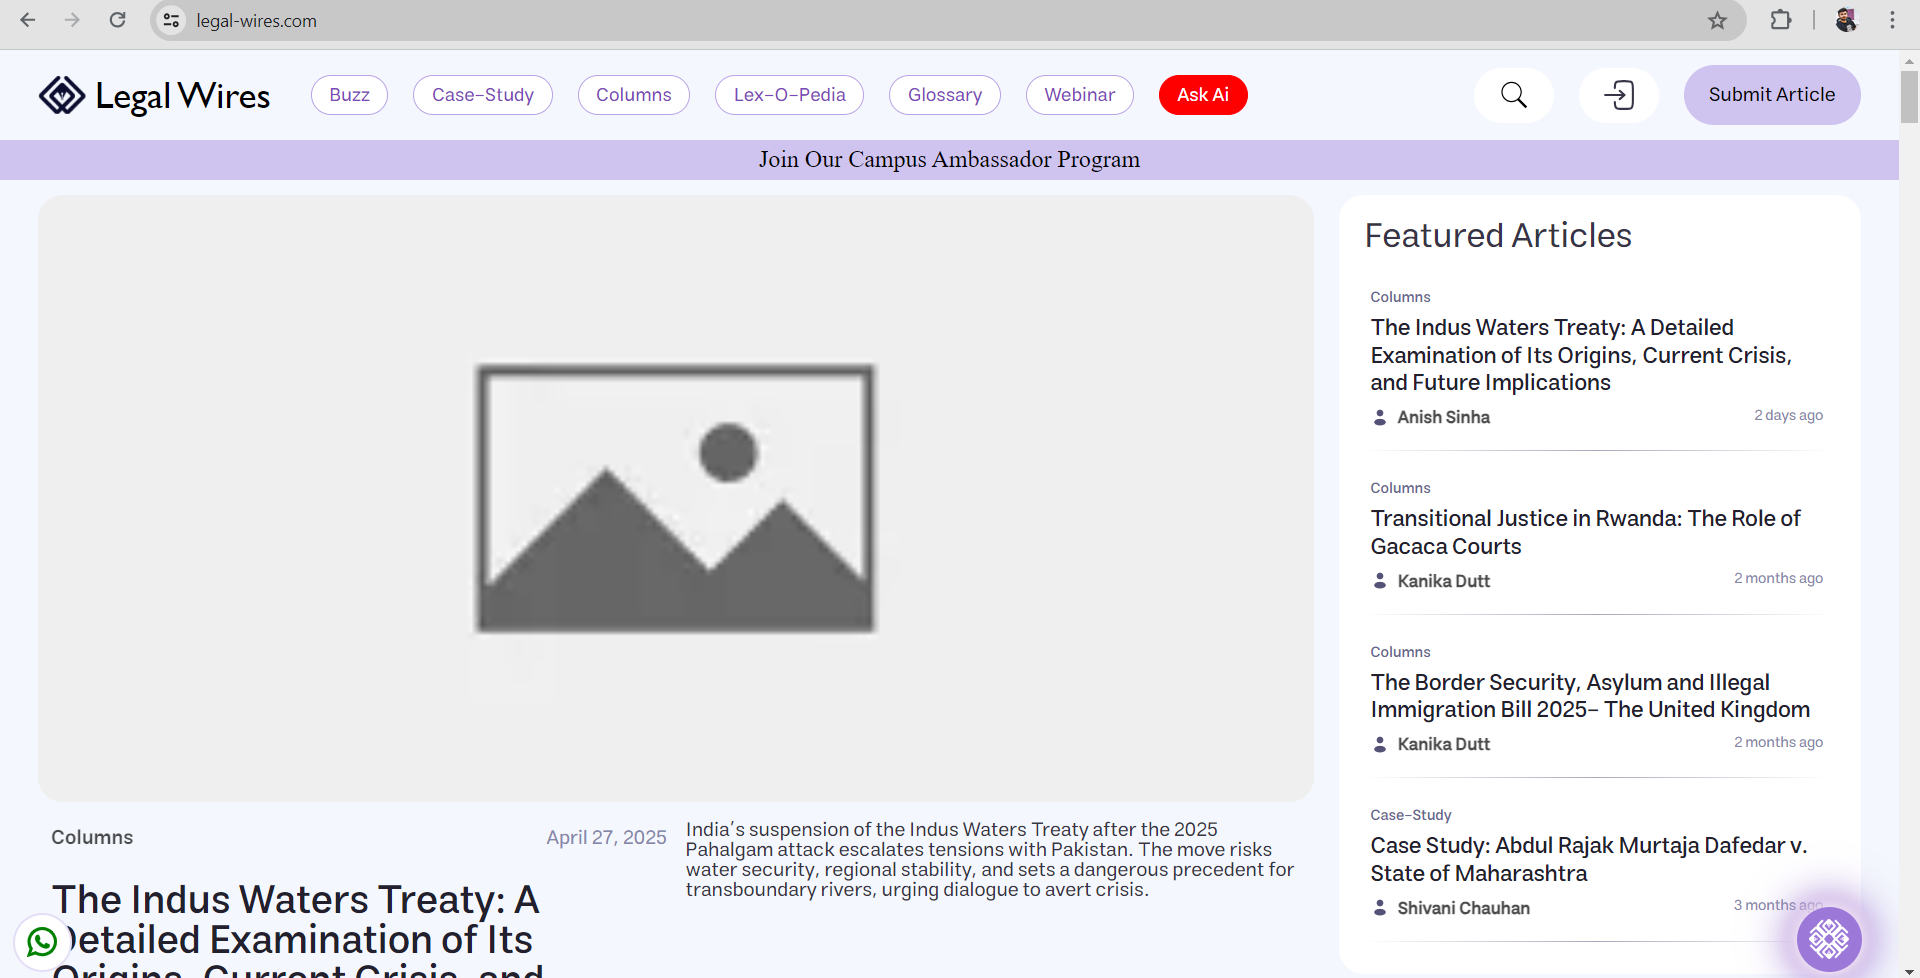 legal-wires.com
Legal Wires
Buzz
Case-Study
Columns
Lex-O-Pedia
Glossary
Webinar
Ask Ai
Submit Article
Join Our Campus Ambassador Program
Columns
April 27, 2025
The Indus Waters Treaty: A
Detailed Examination of Its
Origins, Current Crisis, and
India’s suspension of the Indus Waters Treaty after the 2025
Pahalgam attack escalates tensions with Pakistan. The move risks
water security, regional stability, and sets a dangerous precedent for
transboundary rivers, urging dialogue to avert crisis.
Featured Articles
Columns
The Indus Waters Treaty: A Detailed
Examination of Its Origins, Current Crisis,
and Future Implications
Anish Sinha
2 days ago
Columns
Transitional Justice in Rwanda: The Role of
Gacaca Courts
Kanika Dutt
2 months ago
Columns
The Border Security, Asylum and Illegal
Immigration Bill 2025– The United Kingdom
Kanika Dutt
2 months ago
Case-Study
Case Study: Abdul Rajak Murtaja Dafedar v.
State of Maharashtra
Shivani Chauhan
3 months ago